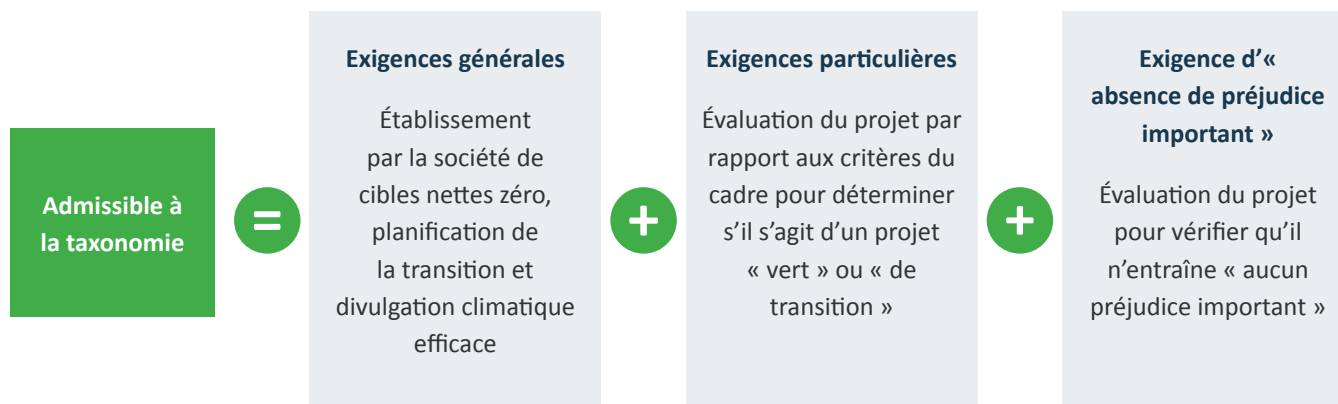 Admissible à
la taxonomie
=
Exigences générales
Établissement
par la société de
cibles nettes zéro,
planification de
la transition et
divulgation climatique
efficace
+
Exigences particulières
Évaluation du projet par
rapport aux critères du
cadre pour déterminer
s’il s’agit d’un projet
« vert » ou « de
transition »
+
Exigence d’«
absence de préjudice
important »
Évaluation du projet
pour vérifier qu’il
n’entraîne « aucun
préjudice important »